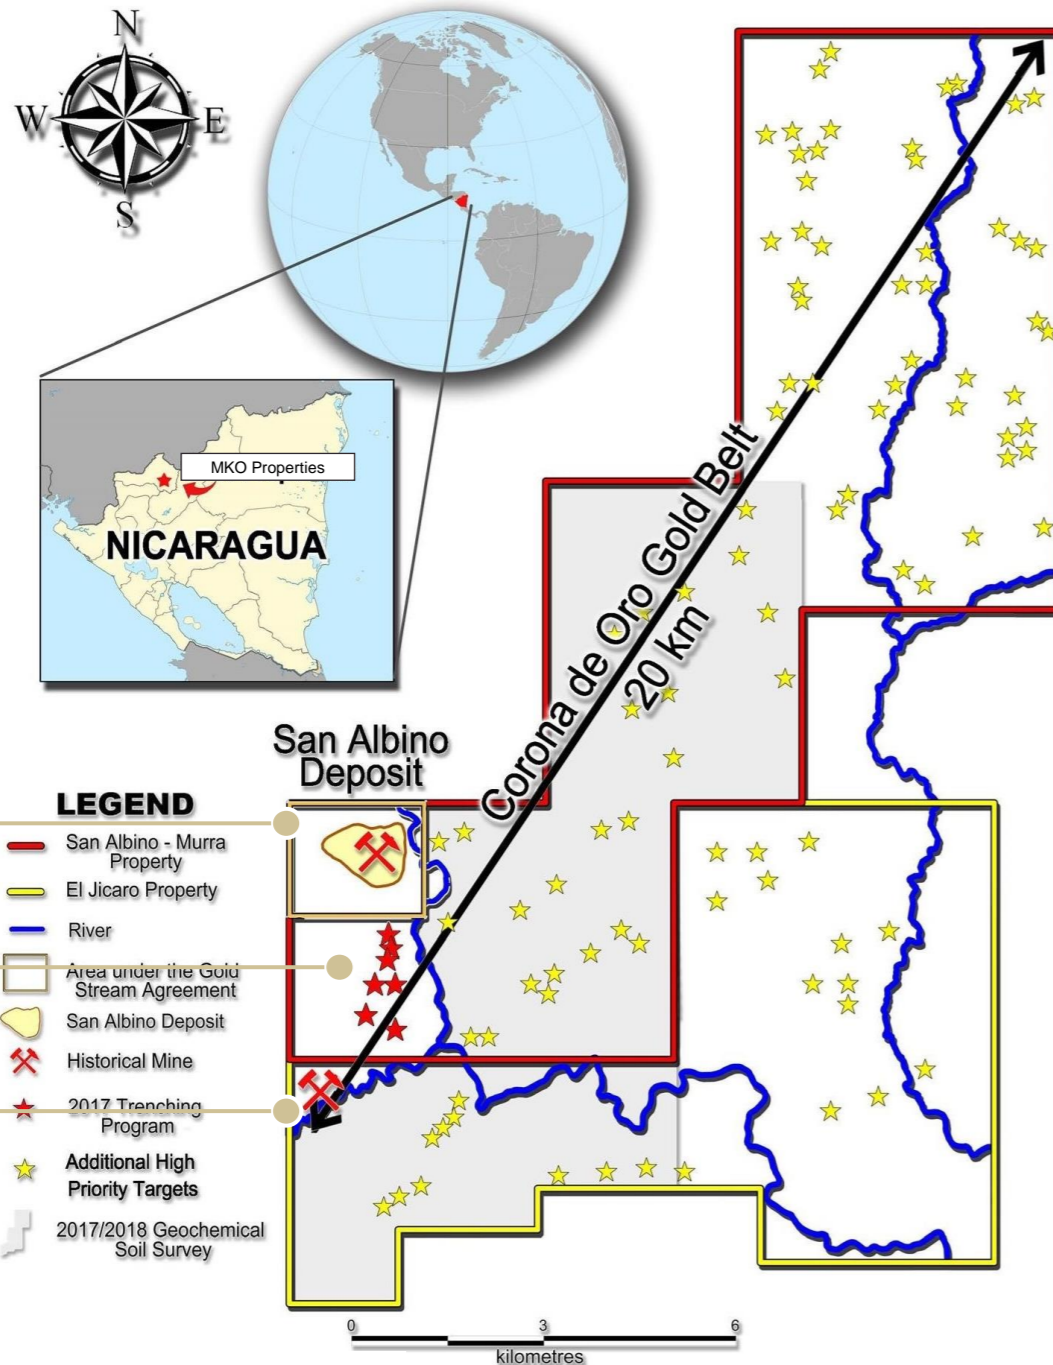 N
W E
S
MKO Properties
NICARAGUA
Corona de Oro Gold Belt
20 km
San Albino
Deposit
LEGEND
San Albino - Murra
Property
El Jicaro Property
River
Area under the Gold
Stream Agreement
San Albino Deposit
Historical Mine
2017 Trenching
Program
Additional High
Priority Targets
2017/2018 Geochemical
Soil Survey
0 3 6
kilometres